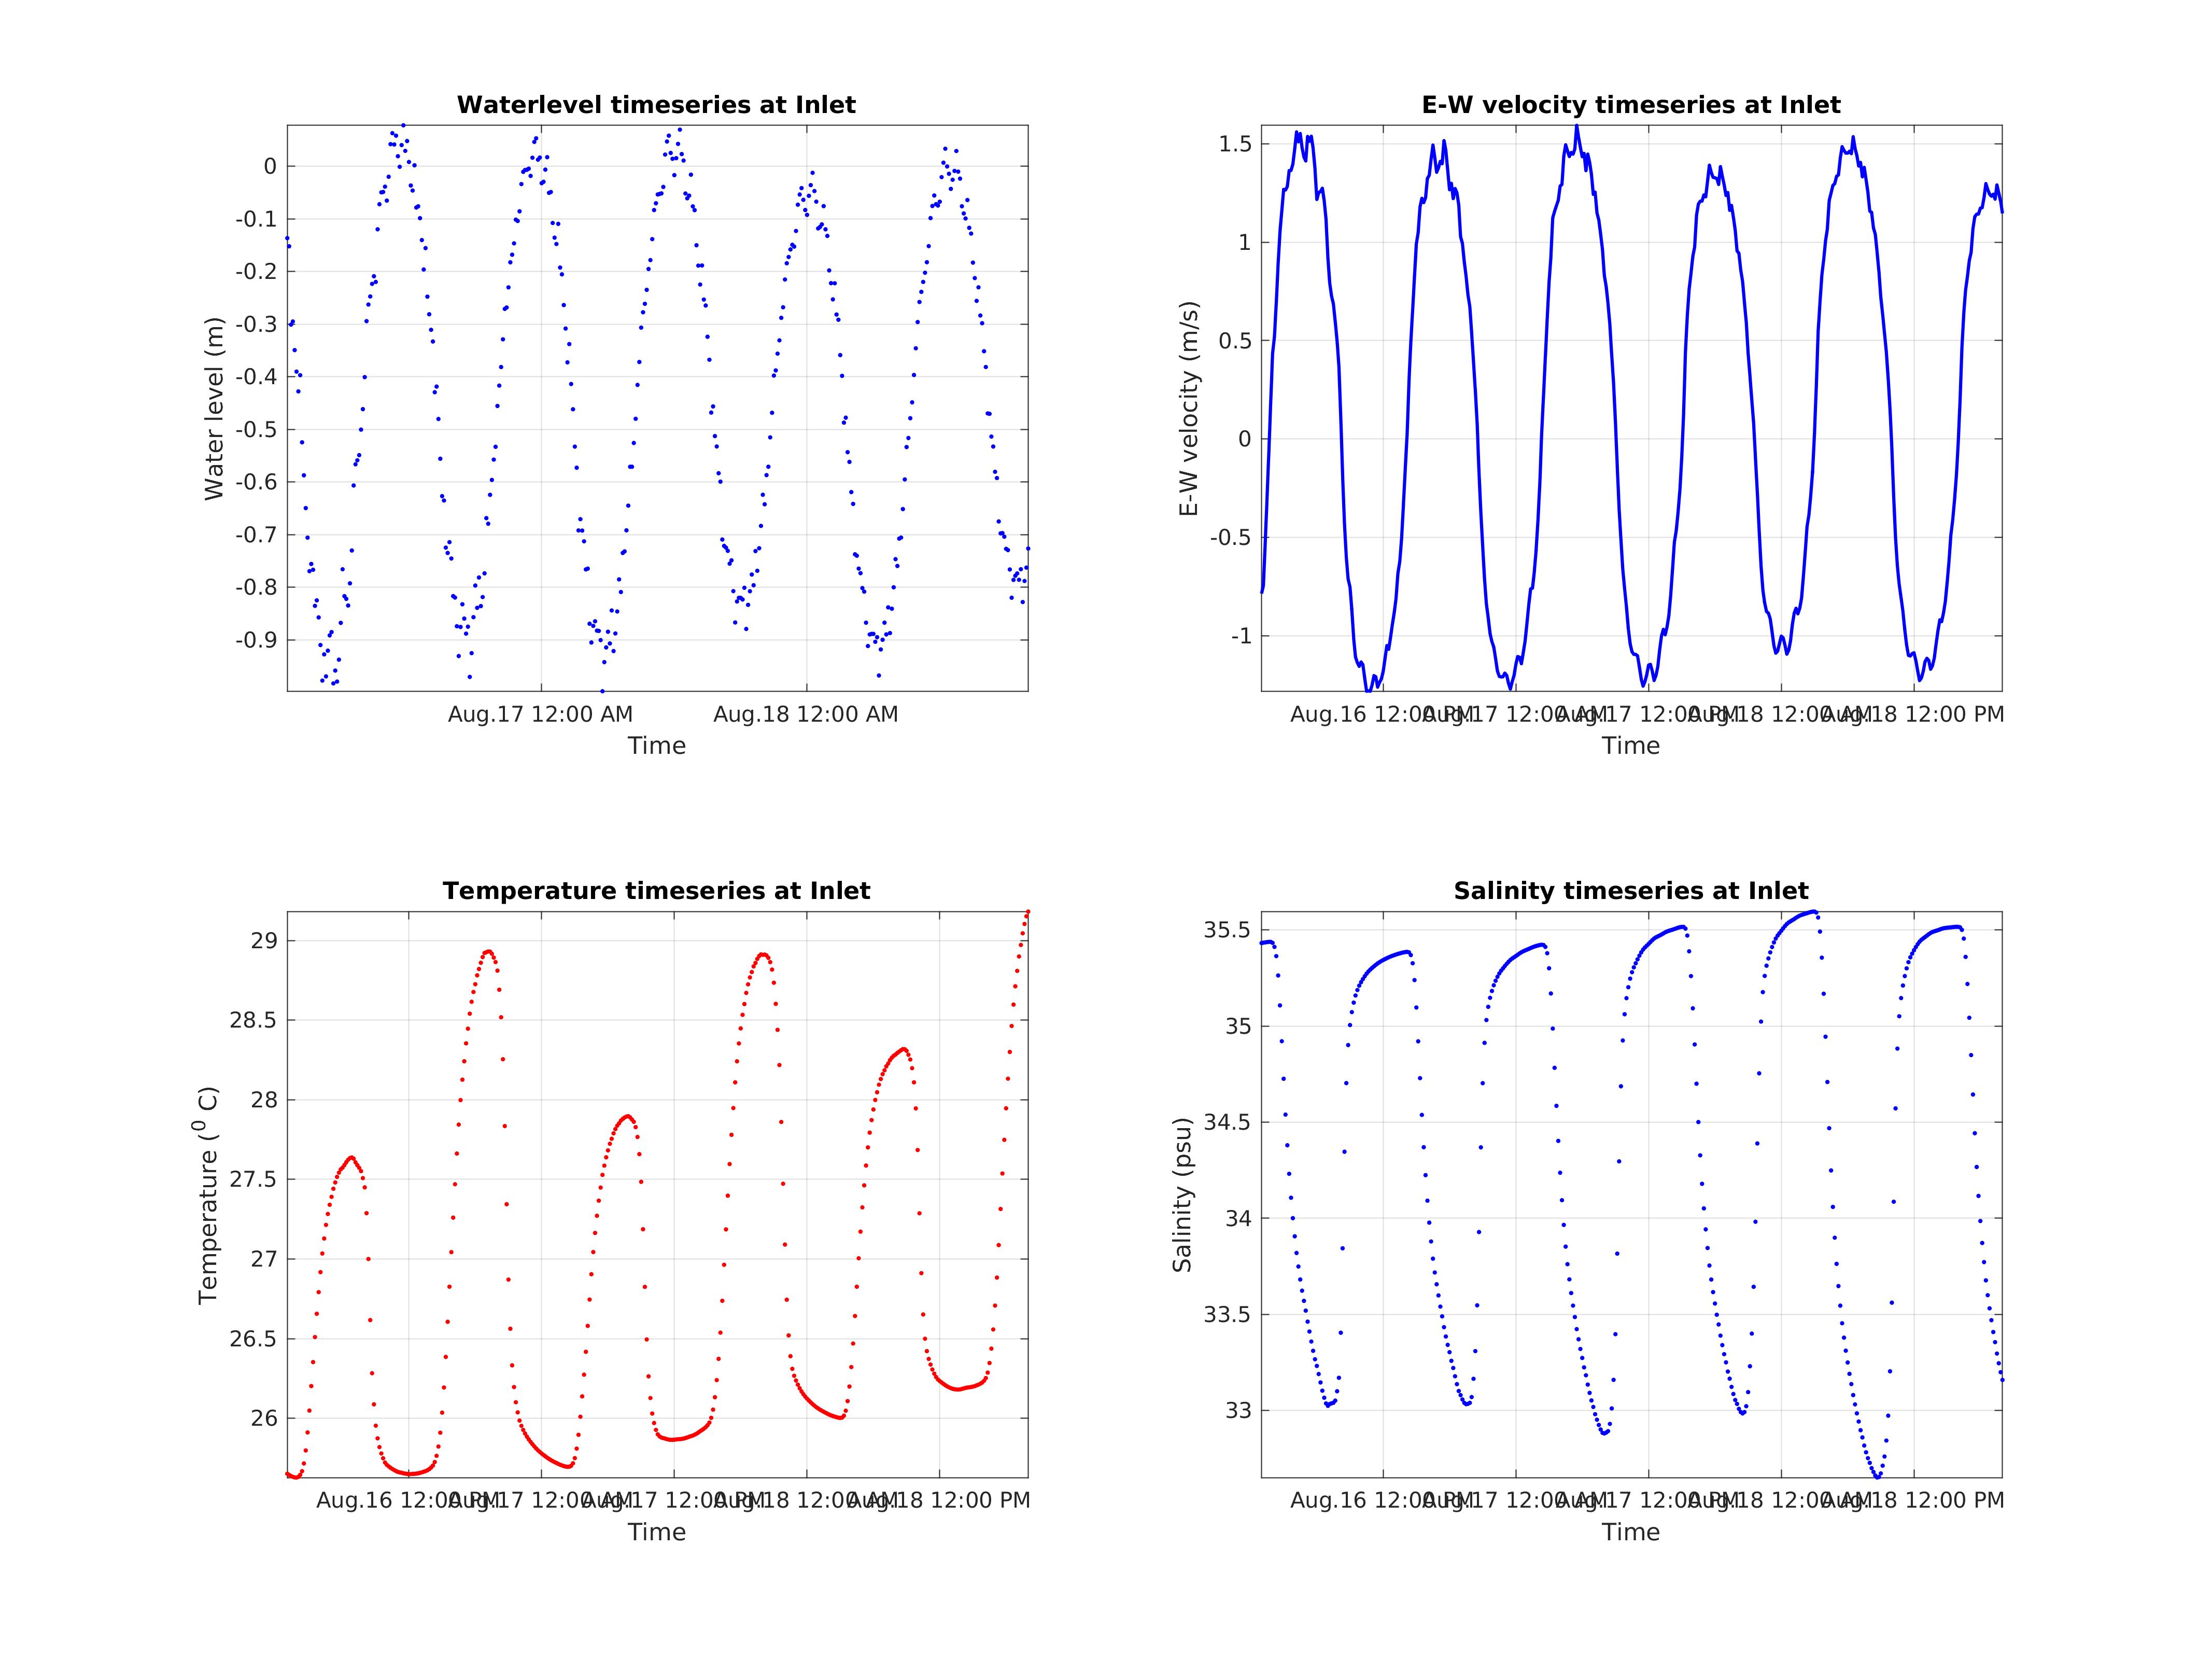 Waterlevel timeseries at Inlet
Water level (m)
0
-0.1
-0.2
-0.3
-0.4
-0.5
-0.6
-0.7
-0.8
-0.9
Aug.17 12:00 AM Aug.18 12:00 AM
Time
E-W velocity timeseries at Inlet
E-W velocity (m/s)
1.5
1
0.5
0
-0.5
-1
Aug.16 12:00 PM Aug.17 12:00 AM Aug.17 12:00 PM Aug.18 12:00 AM Aug.18 12:00 PM
Time
Temperature timeseries at Inlet
Temperature (⁰ C)
29
28.5
28
27.5
27
26.5
26
Aug.16 12:00 PM Aug.17 12:00 AM Aug.17 12:00 PM Aug.18 12:00 AM Aug.18 12:00 PM
Time
Salinity timeseries at Inlet
Salinity (psu)
35.5
35
34.5
34
33.5
33
Aug.16 12:00 PM Aug.17 12:00 AM Aug.17 12:00 PM Aug.18 12:00 AM Aug.18 12:00 PM
Time